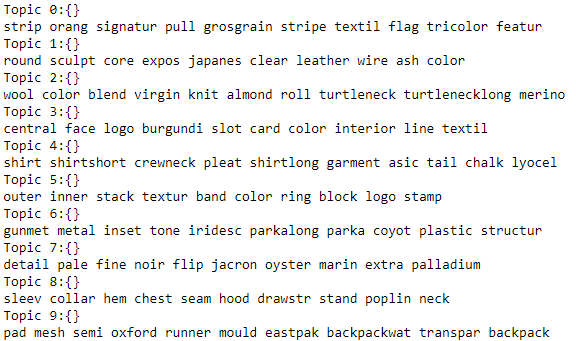 Topic 0:{}
strip orang signatur pull grosgrain stripe textil flag tricolor featur
Topic 1:{}
round sculpt core expos japanes clear leather wire ash color
Topic 2:{}
wool color blend virgin knit almond roll turtleneck turtlenecklong merino
Topic 3:{}
central face logo burgundi slot card color interior line textil
Topic 4:{}
shirt shirtshort crewneck pleat shirtlong garment asic tail chalk lyocel
Topic 5:{}
outer inner stack textur band color ring block logo stamp
Topic 6:{}
gunmet metal inset tone iridesc parkalong parka coyot plastic structur
Topic 7:{}
detail pale fine noir flip jacron oyster marin extra palladium
Topic 8:{}
sleev collar hem chest seam hood drawstr stand poplin neck
Topic 9:{}
pad mesh semi oxford runner mould eastpak backpackwat transpar backpack